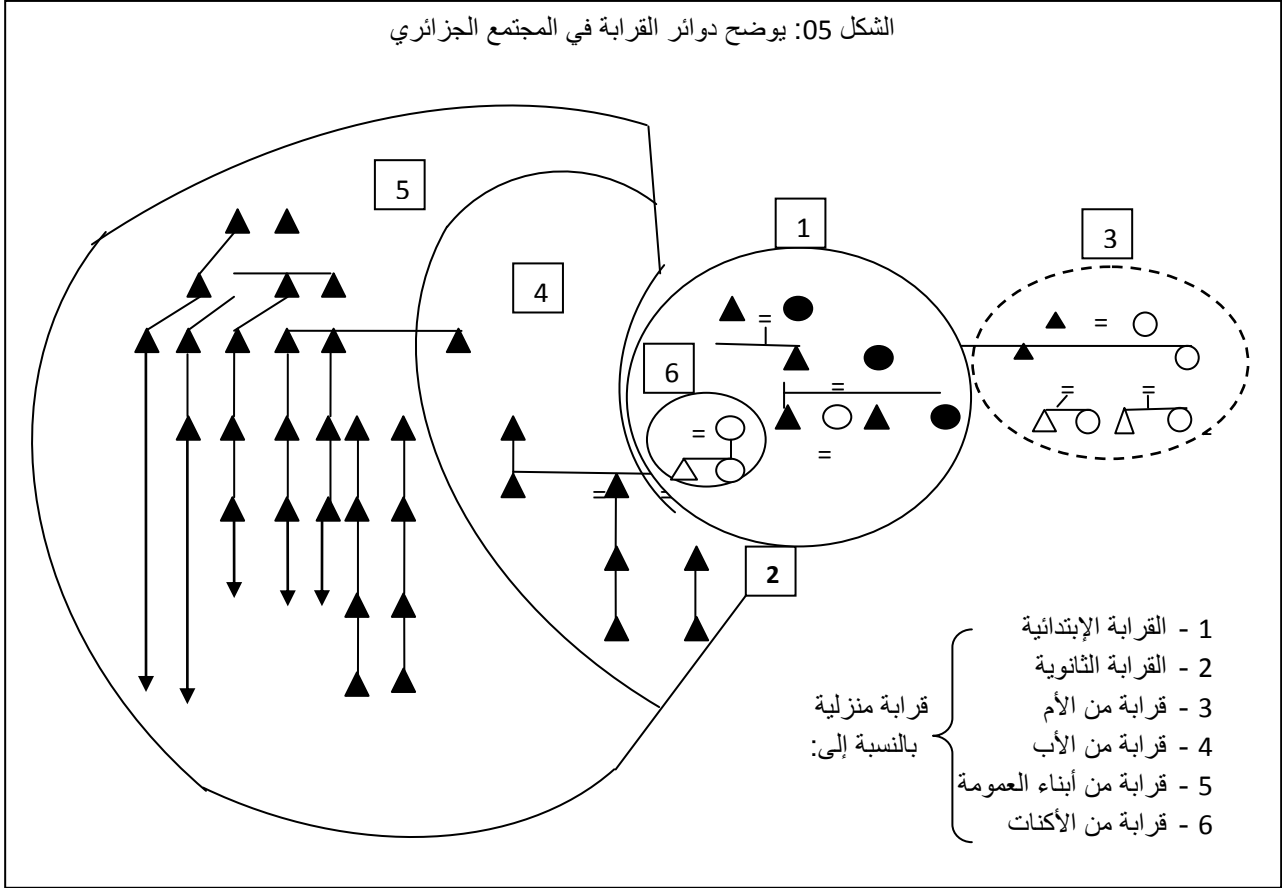 الشكل 05: يوضح دوائر القرابة في المجتمع الجزائري
5
1
3
4
6
=
=
=
=
=
=
=
=
=
2
1 - القرابة الإبتدائية
2 - القرابة الثانوية
3 - قرابة من الأم
4 - قرابة من الأب
5 - قرابة من أبناء العمومة
6 - قرابة من الأكنات
قرابة منزلية
بالنسبة إلى: